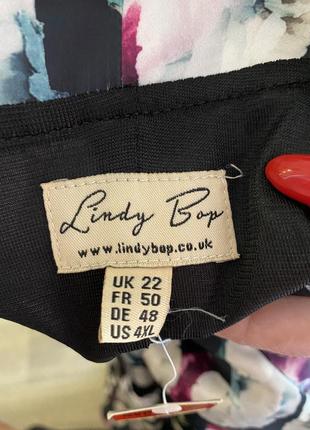 Lindy Bop
www.lindybop.co.uk
UK 22
FR 50
DE 48
US 4XL